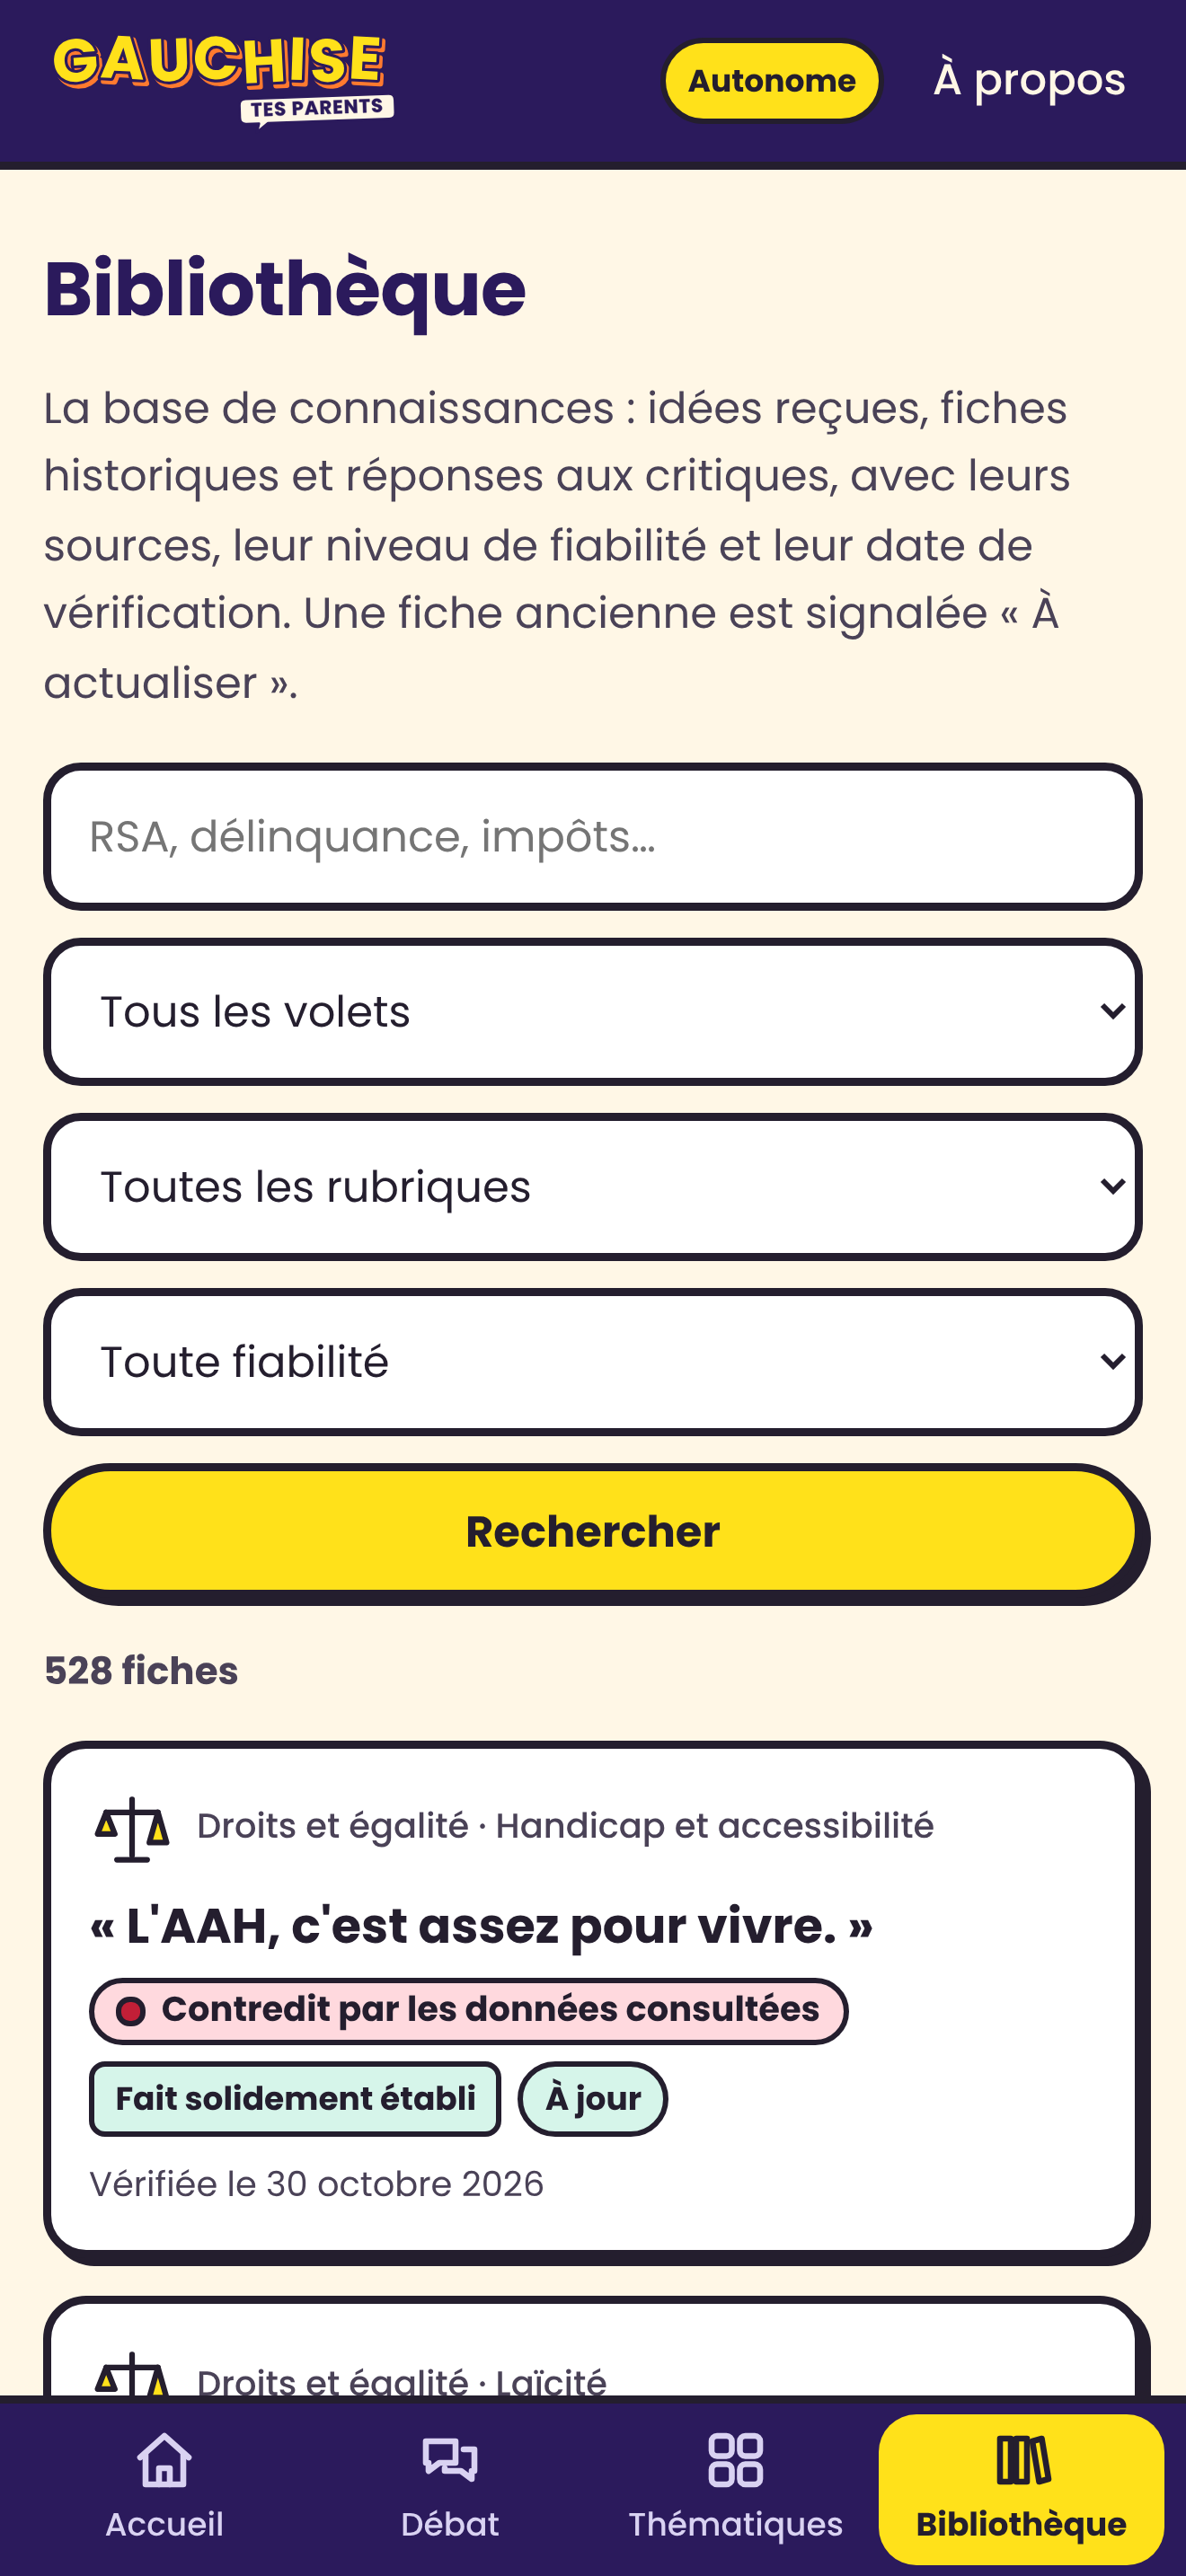 GAUCHISE
TES PARENTS
Autonome
À propos
Bibliothèque
La base de connaissances : idées reçues, fiches
historiques et réponses aux critiques, avec leurs
sources, leur niveau de fiabilité et leur date de
vérification. Une fiche ancienne est signalée « À
actualiser ».
RSA, délinquance, impôts...
Tous les volets
Toutes les rubriques
Toute fiabilité
Rechercher
528 fiches
Droits et égalité · Handicap et accessibilité
« L'AAH, c'est assez pour vivre. »
Contredit par les données consultées
Fait solidement établi
À jour
Vérifiée le 30 octobre 2026
Droits et égalité · Laïcité
Accueil
Débat
Thématiques
Bibliothèque